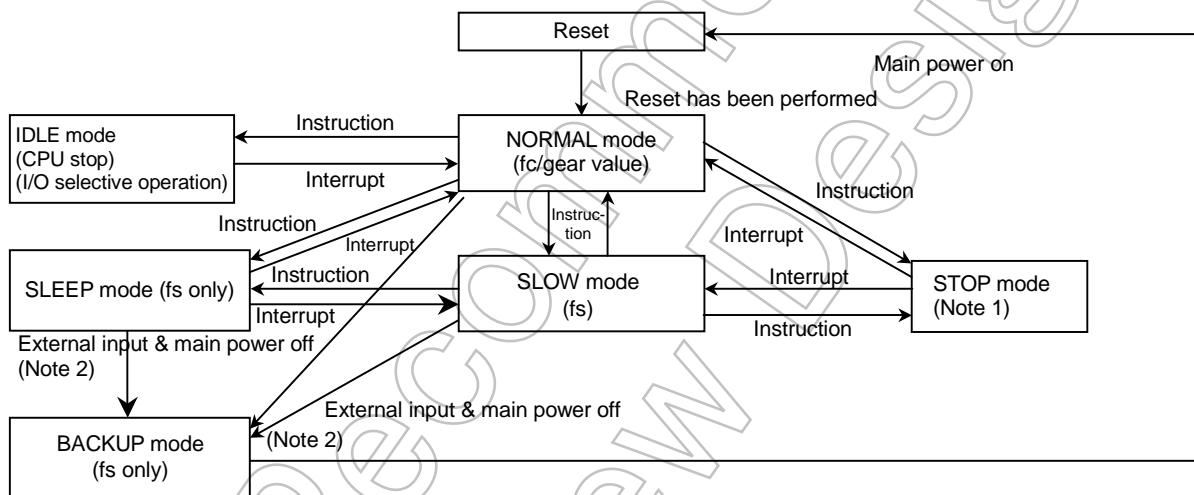 Reset
Main power on
Reset has been performed
IDLE mode
(CPU stop)
(I/O selective operation)
Instruction
Interrupt
NORMAL mode
(fc/gear value)
Instruction
Interrupt
Instruc-
tion
Instruction
Interrupt
SLEEP mode (fs only)
Instruction
Interrupt
SLOW mode
(fs)
Interrupt
Instruction
STOP mode
(Note 1)
External input & main power off
(Note 2)
External input & main power off
(Note 2)
BACKUP mode
(fs only)